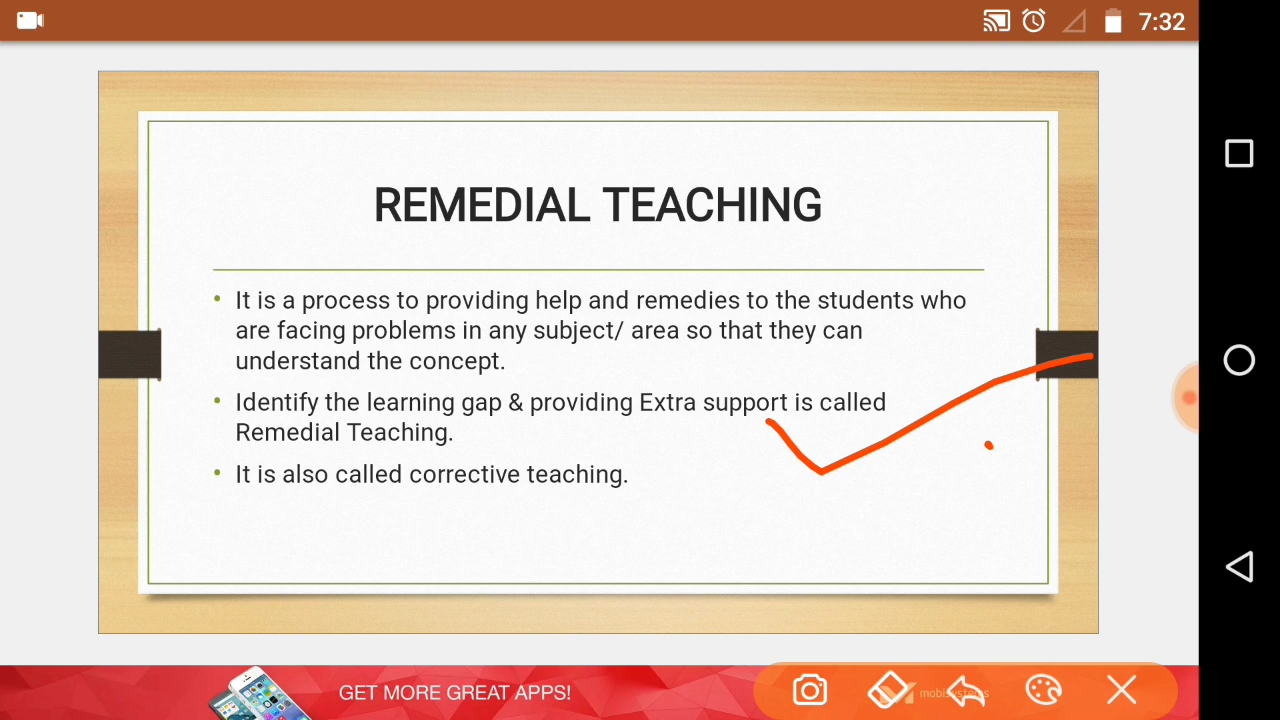 7:32
REMEDIAL TEACHING
• It is a process to providing help and remedies to the students who
are facing problems in any subject/ area so that they can
understand the concept.
• Identify the learning gap & providing Extra support is called
Remedial Teaching.
• It is also called corrective teaching.
GET MORE GREAT APPS!
mobisystems